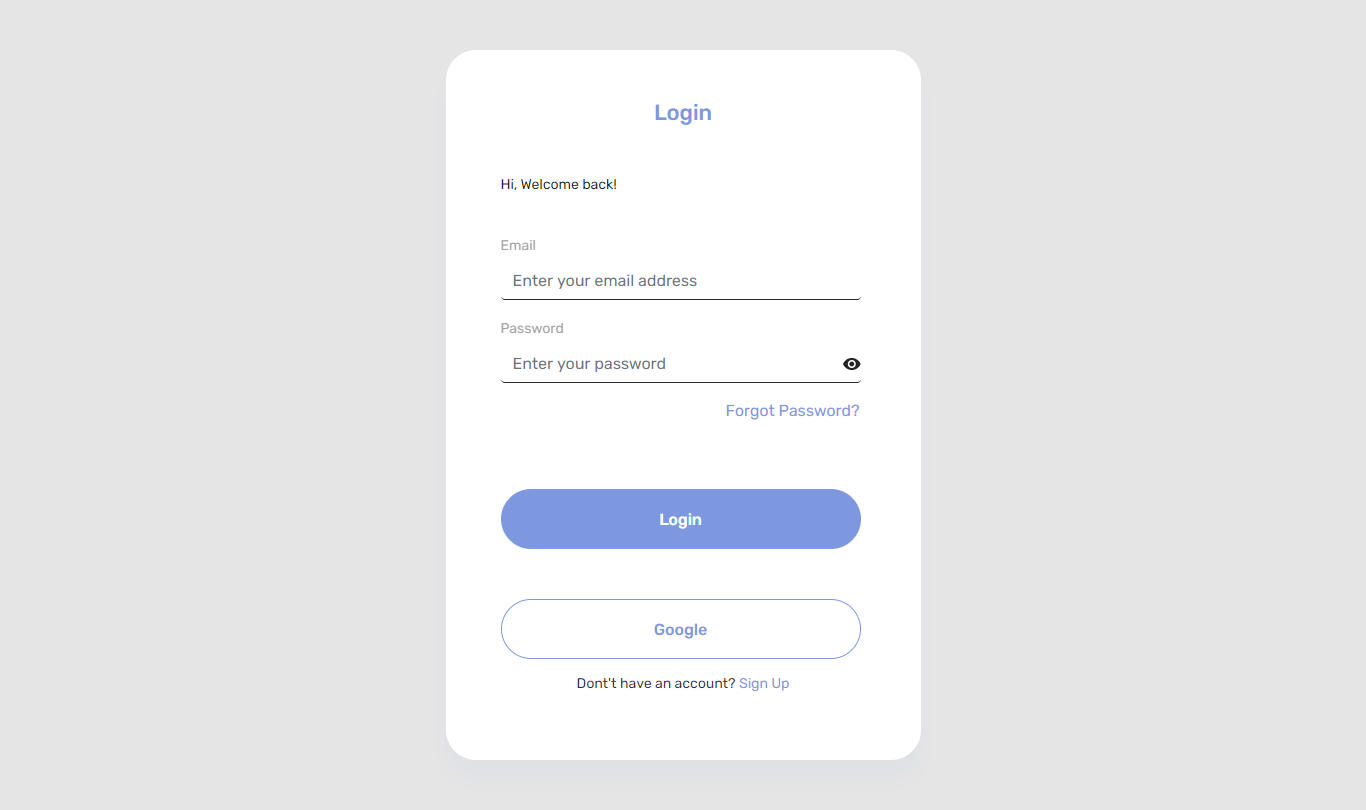 Login
Hi, Welcome back!
Email
Enter your email address
Password
Enter your password
Forgot Password?
Login
Google
Dont't have an account? Sign Up